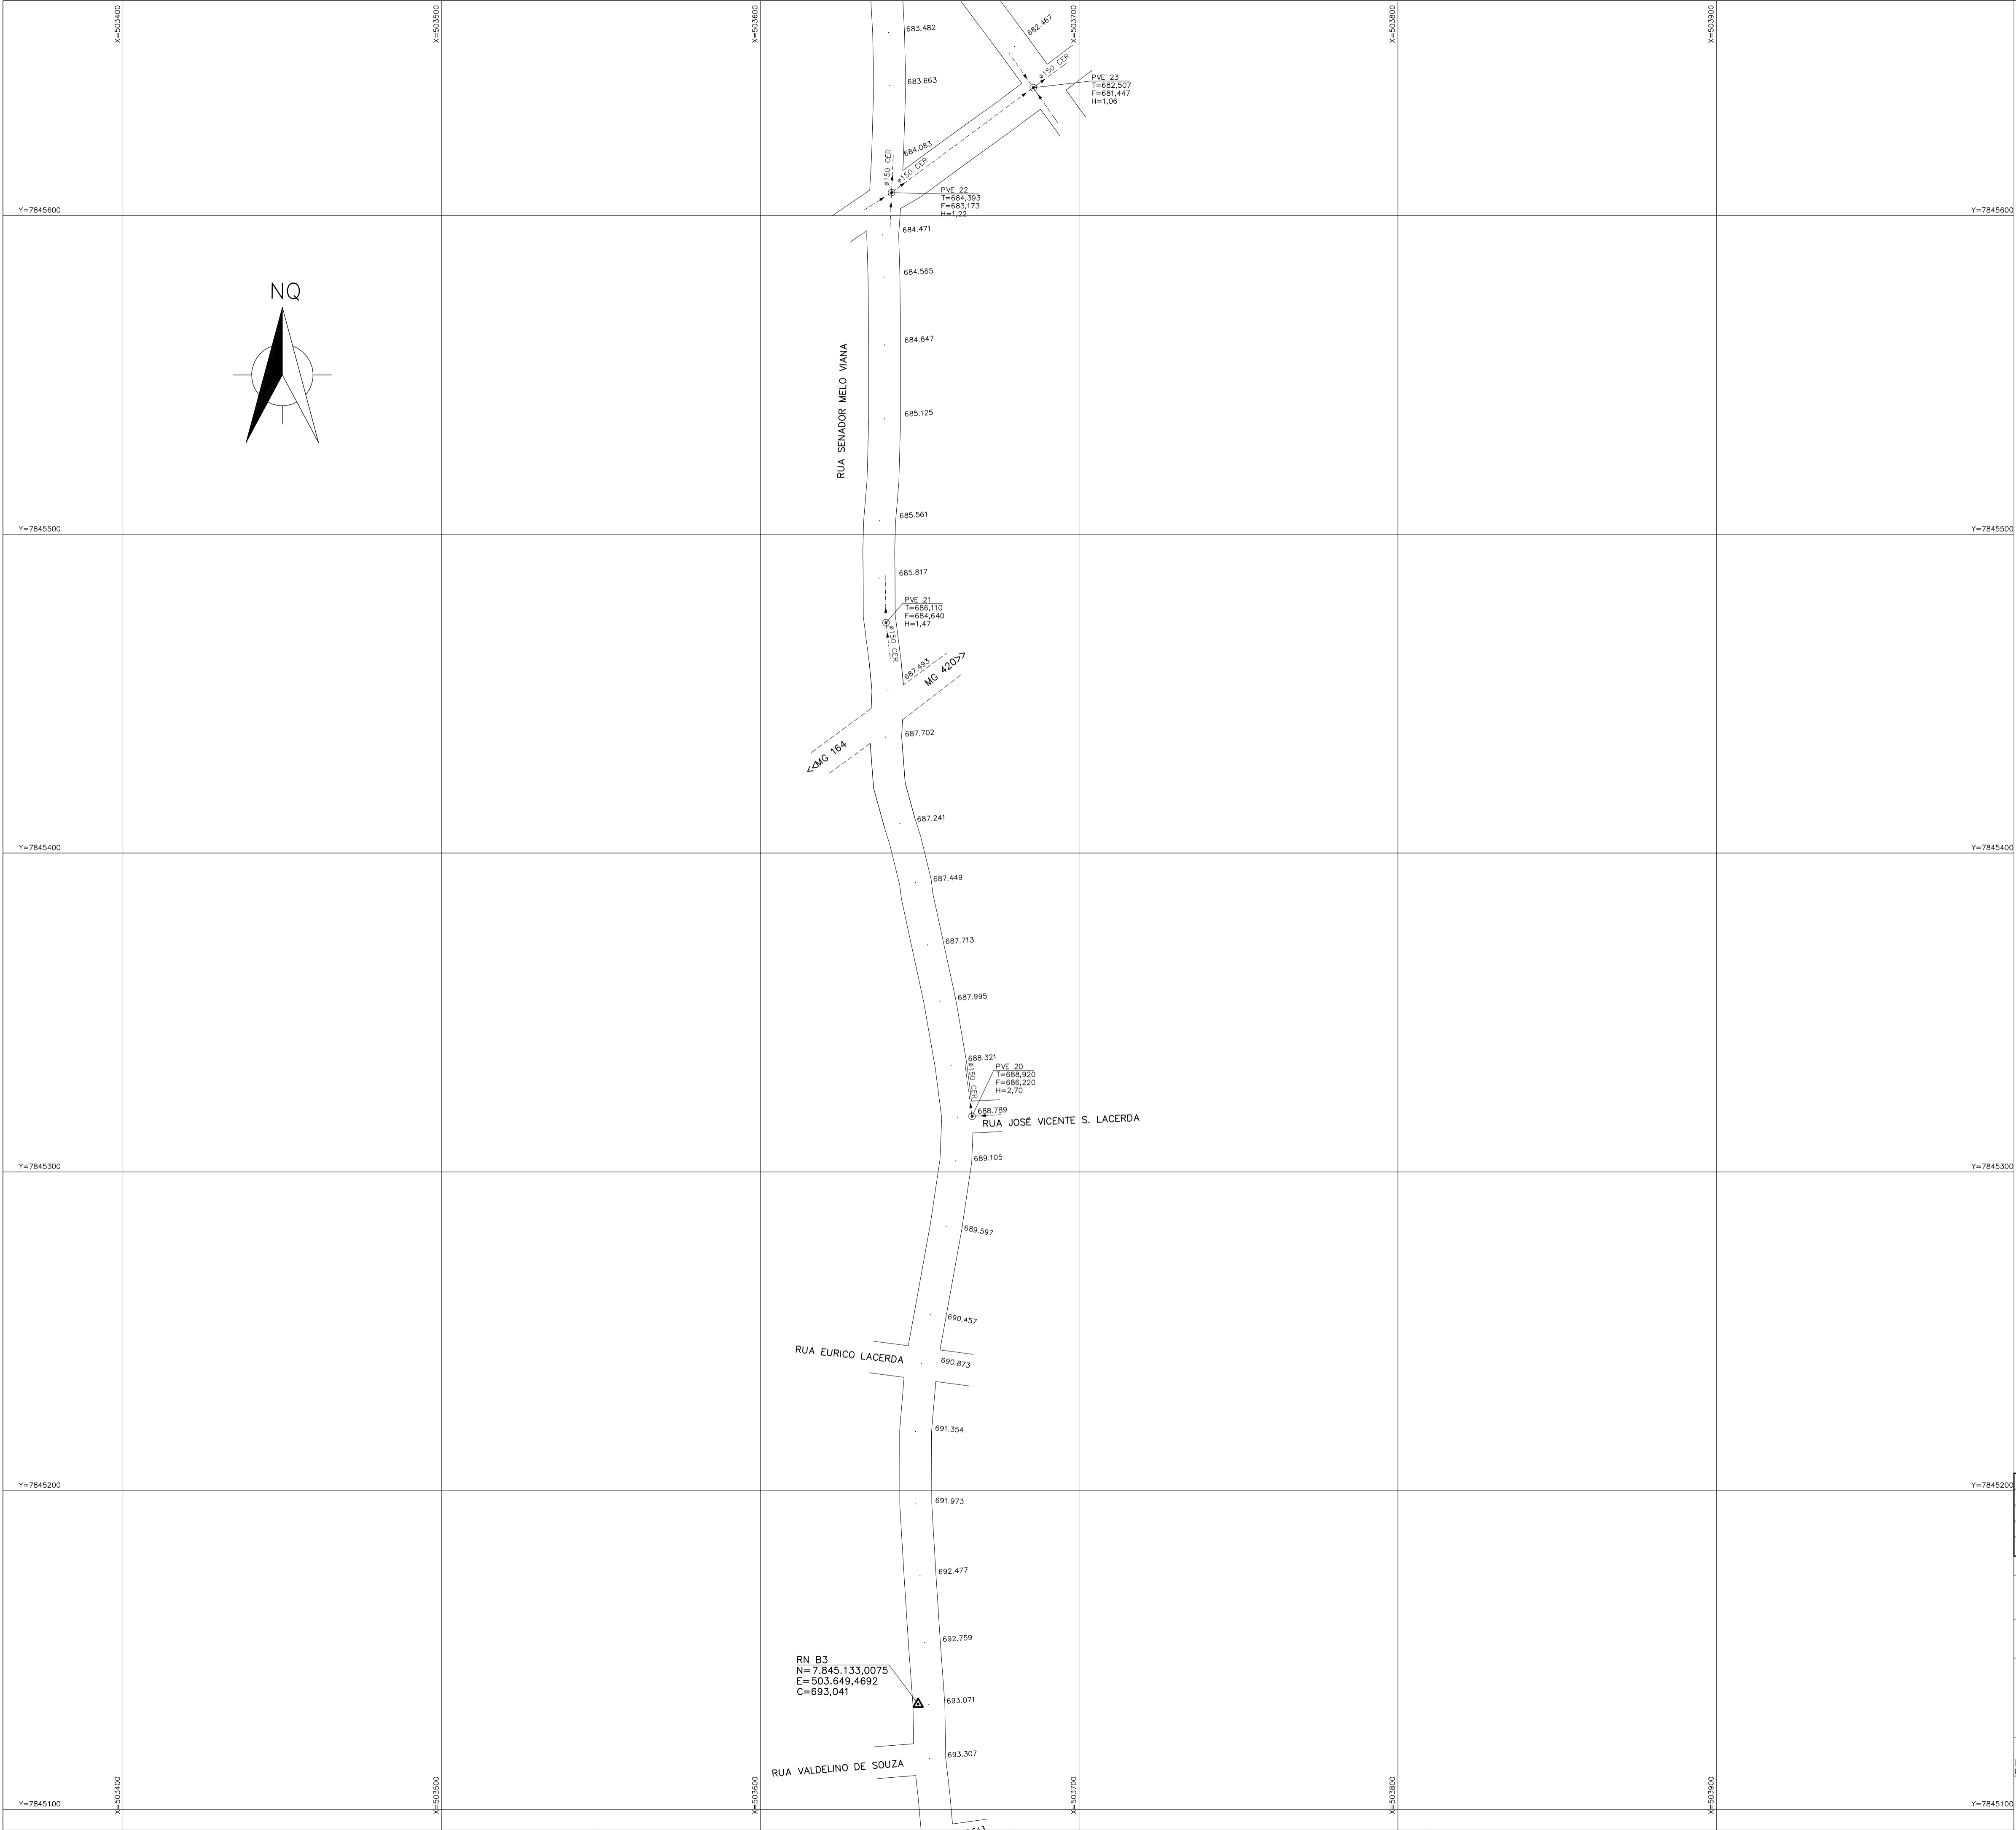 X=503400
X=503500
X=503600
X=503700
X=503800
X=503900
683.482
682.467
683.663
ø150 CER
PVE 23
T=682,507
F=681,447
H=1,06
684.083
ø150 CER
ø150 CER
PVE 22
T=684,393
F=683,173
H=1,22
Y=7845600
Y=7845600
684.471
684.565
NQ
684.847
RUA SENADOR MELO VIANA
685.125
685.561
Y=7845500
Y=7845500
685.817
PVE 21
T=686,110
F=684,640
H=1,47
ø150 CER
687.493
MG 420>>
687.702
<<MG 164
687.241
Y=7845400
Y=7845400
687.449
687.713
687.995
688.321
PVE 20
T=688,920
F=686,220
H=2,70
ø150 CER
688.789
RUA JOSÉ VICENTE S. LACERDA
689.105
Y=7845300
Y=7845300
689.597
690.457
RUA EURICO LACERDA
690.873
691.354
Y=7845200
Y=7845200
691.973
692.477
692.759
RN B3
N=7.845.133,0075
E=503.649,4692
C=693,041
693.071
693.307
RUA VALDELINO DE SOUZA
X=503400
X=503500
X=503600
X=503700
X=503800
X=503900
Y=7845100
Y=7845100